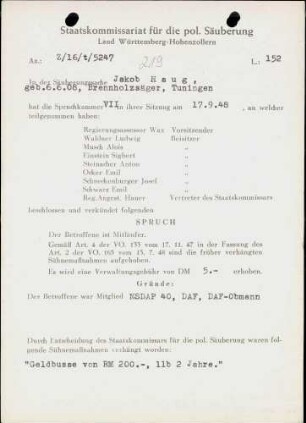 Staatskommissariat für die pol. Säuberung
Land Württemberg-Hohenzollern
Az.: Z/16/t/5247 219 L.: 152
In der Säuberungssache Jakob Haug,
geb.6.6.08, Brennholzsäger, Tuningen
hat die Spruchkammer VII in ihrer Sitzung am 17.9.48, an welcher
teilgenommen haben:
Regierungsassessor Wax Vorsitzender
Waldner Ludwig Beisitzer
Mauch Alois "
Einstein Sigbert "
Steinacher Anton "
Osker Emil "
Schreckenburger Josef "
Schwarz Emil "
Reg.Angest. Hauer Vertreter des Staatskommissars
beschlossen und verkündet folgenden
SPRUCH
Der Betroffene ist Mitläufer.
Gemäß Art. 4 der VO. 133 vom 17. 11. 47 in der Fassung des
Art. 2 der VO. 165 vom 13. 7. 48 sind die früher verhängten
Sühnemaßnahmen aufgehoben.
Es wird eine Verwaltungsgebühr von DM 5.- erhoben.
Gründe:
Der Betroffene war Mitglied NSDAP 40, DAF, DAF-Obmann
Durch Entscheidung des Staatskommissars für die pol. Säuberung waren fol-
gende Sühnemaßnahmen verhängt worden:
"Geldbusse von RM 200.-, 11b 2 Jahre."